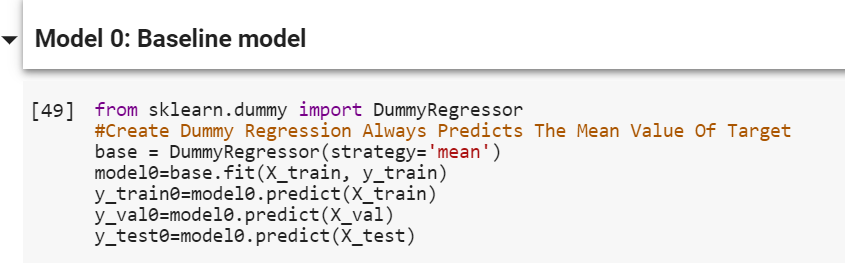 Model 0: Baseline model
[49] from sklearn.dummy import DummyRegressor
#Create Dummy Regression Always Predicts The Mean Value Of Target
base = DummyRegressor(strategy='mean')
model0=base.fit(X_train, y_train)
y_train0=model0.predict(X_train)
y_val0=model0.predict(X_val)
y_test0=model0.predict(X_test)